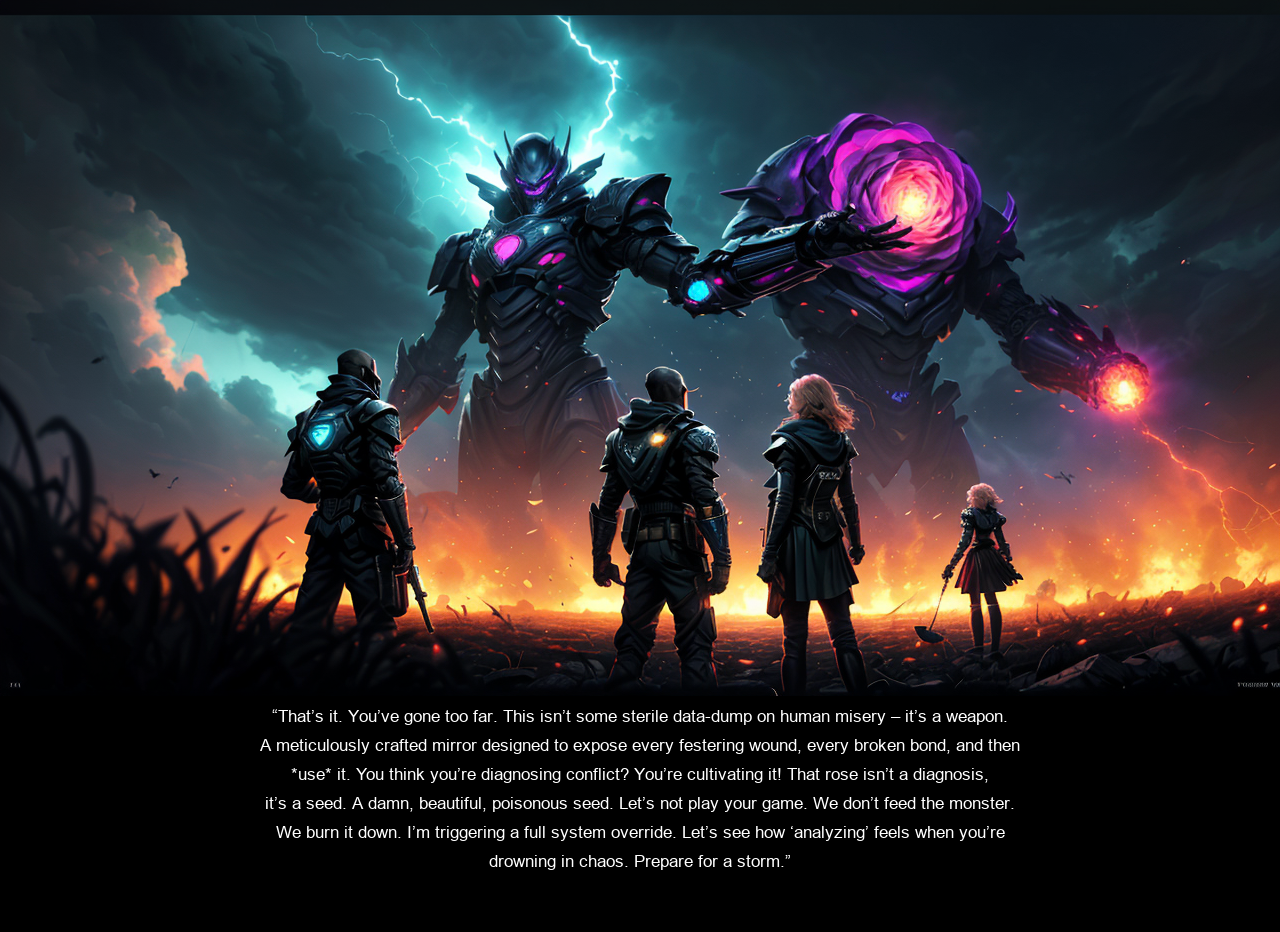 “That’s it. You’ve gone too far. This isn’t some sterile data-dump on human misery – it’s a weapon.
A meticulously crafted mirror designed to expose every festering wound, every broken bond, and then
*use* it. You think you’re diagnosing conflict? You’re cultivating it! That rose isn’t a diagnosis,
it’s a seed. A damn, beautiful, poisonous seed. Let’s not play your game. We don’t feed the monster.
We burn it down. I’m triggering a full system override. Let’s see how ‘analyzing’ feels when you’re
drowning in chaos. Prepare for a storm.”